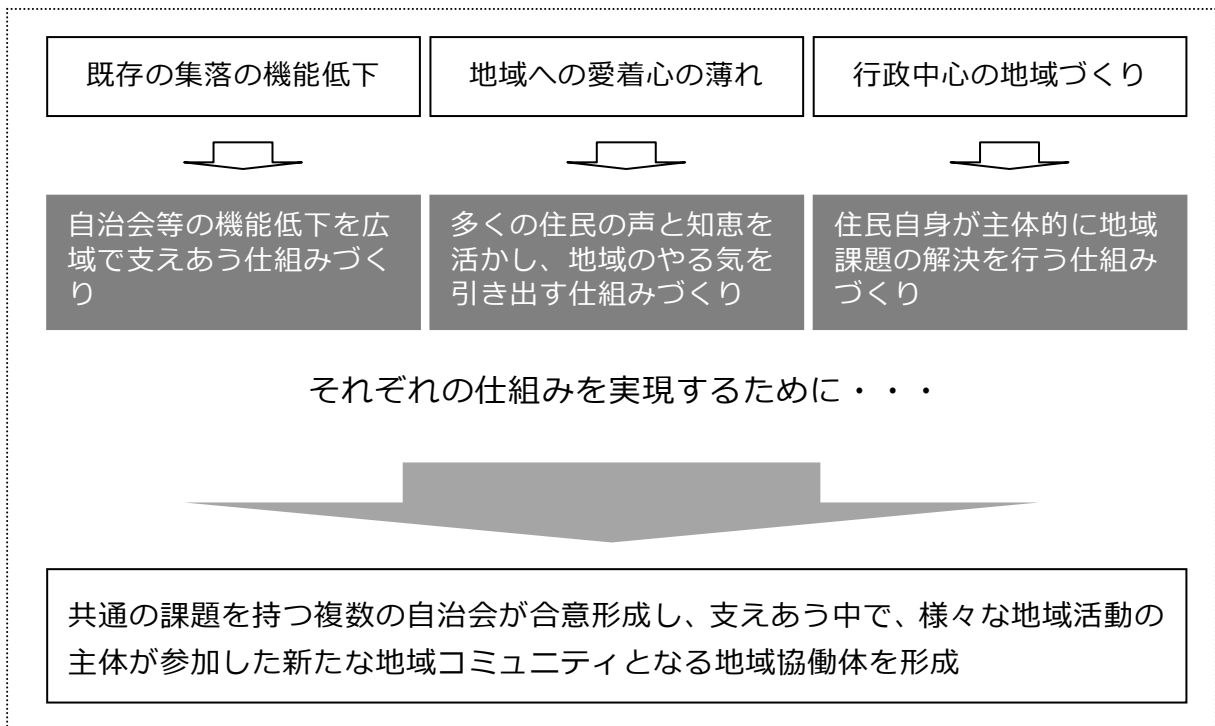 既存の集落の機能低下
地域への愛着心の薄れ
行政中心の地域づくり
自治会等の機能低下を広
域で支えあう仕組みづく
り
多くの住民の声と知恵を
活かし、地域のやる気を
引き出す仕組みづくり
住民自身が主体的に地域
課題の解決を行う仕組み
づくり
それぞれの仕組みを実現するために・・・
共通の課題を持つ複数の自治会が合意形成し、支えあう中で、様々な地域活動の
主体が参加した新たな地域コミュニティとなる地域協働体を形成